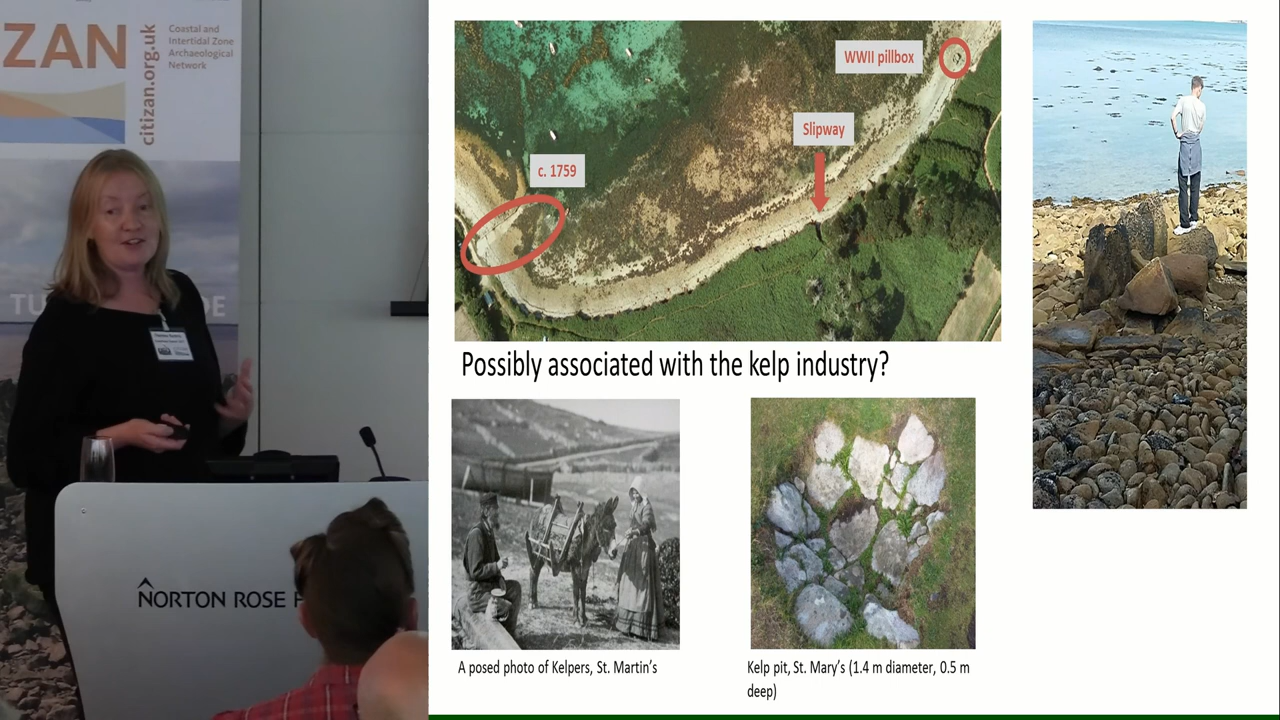 ZAN
citizan.org.uk
Coastal and
Intertidal Zone
Archaeological
Network
TU
DE
NORTON ROSE F
WWII pillbox
Slipway
c. 1759
Possibly associated with the kelp industry?
A posed photo of Kelpers, St. Martin's
Kelp pit, St. Mary's (1.4 m diameter, 0.5 m
deep)